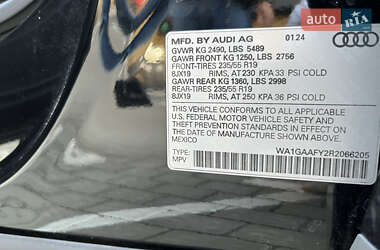 auto RIA .com
MFD. BY AUDI AG 01.24
GVWR KG 2490, LBS 5489
GAWR FRONT KG 1250, LBS 2756
FRONT-TIRES 235/55 R19
8JX19 RIMS, AT 230 KPA 33 PSI COLD
GAWR REAR KG 1360, LBS 2998
REAR-TIRES 235/55 R19
8JX19 RIMS, AT 250 KPA 36 PSI COLD
THIS VEHICLE CONFORMS TO ALL APPLICABLE
U.S. FEDERAL MOTOR VEHICLE SAFETY AND
THEFT PREVENTION STANDARDS IN EFFECT ON
THE DATE OF MANUFACTURE SHOWN ABOVE.
MEXICO
TYPE: WA1GAAFY2R2066205
MPV